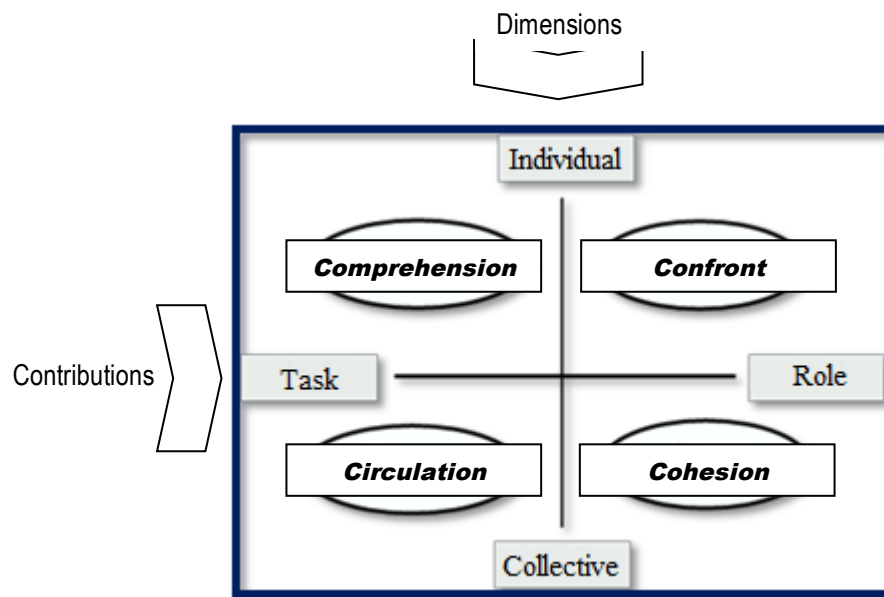 Dimensions
Individual
Comprehension
Confront
Contributions
Task
Role
Circulation
Cohesion
Collective